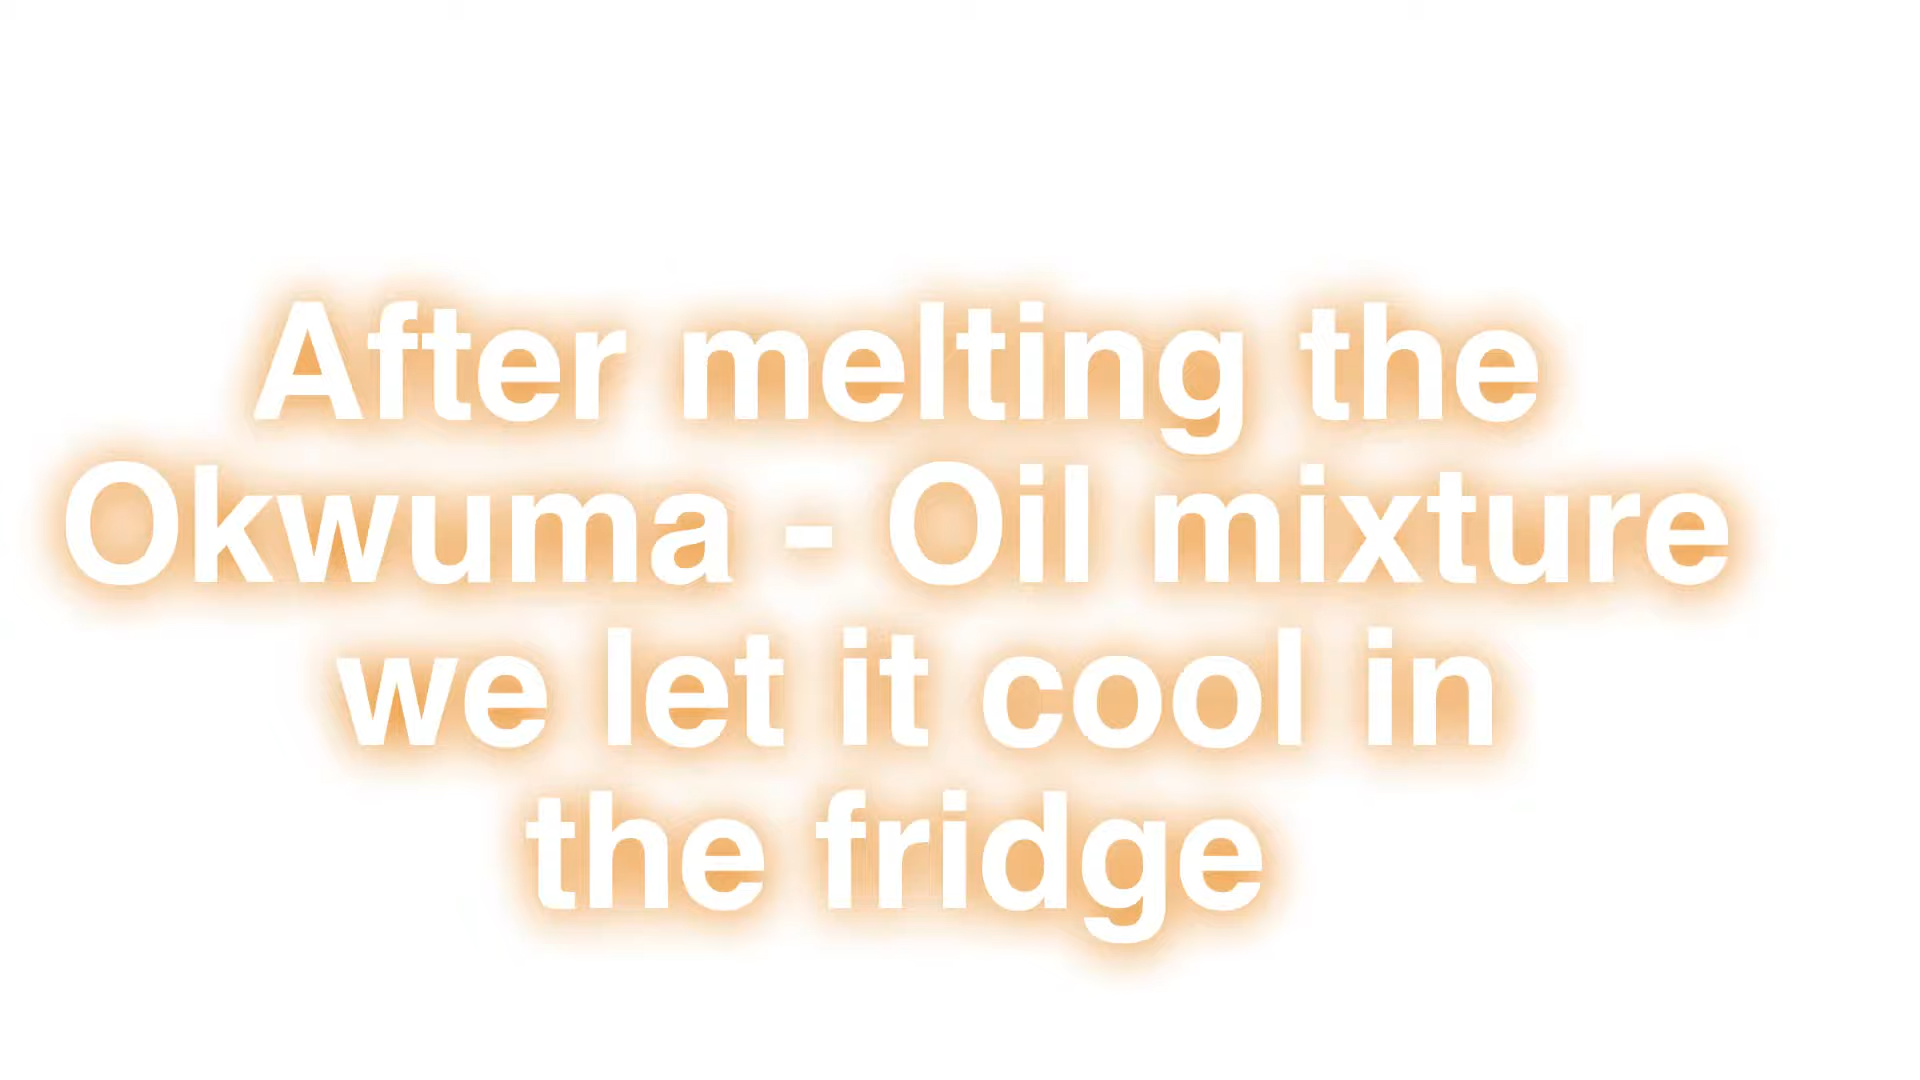 After melting the
Okwuma - Oil mixture
we let it cool in
the fridge